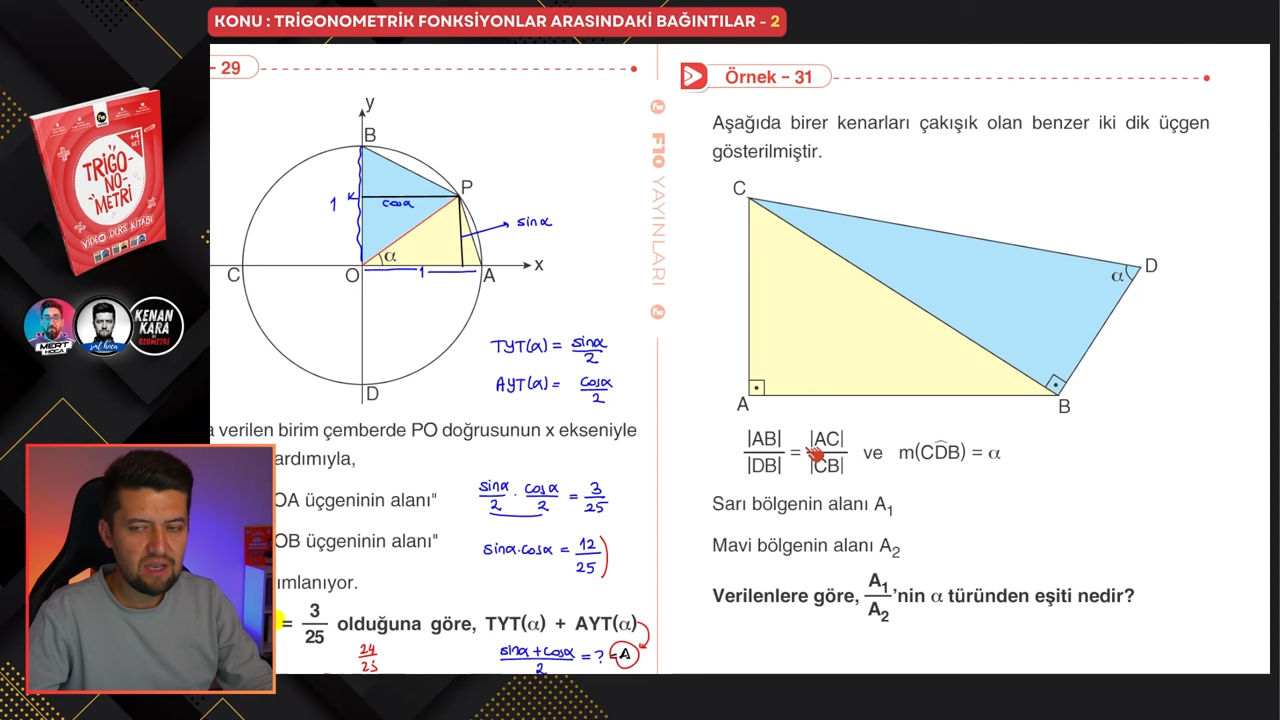 KONU : TRİGONOMETRİK FONKSİYONLAR ARASINDAKİ BAĞINTILAR - 2
+4 NET
TRİGO-
NO-
METRİ
VİDEO DERS KİTABI
MERT HOCA
KENAN KARA
GEOMETRİ
29
y
B
P
1
cosα
sinα
α
C
O
1
A
x
D
TYT(α) = sinα/2
AYT(α) = cosα/2
verilen birim çemberde PO doğrusunun x ekseniyle
ardımıyla,
OA üçgeninin alanı"
sinα/2 . cosα/2 = 3/25
OB üçgeninin alanı"
sinα.cosα = 12/25
ımlanıyor.
= 3/25 olduğuna göre, TYT(α) + AYT(α)
24/25
sinα+cosα/2 = ? = A
F10 YAYINLARI
Örnek – 31
Aşağıda birer kenarları çakışık olan benzer iki dik üçgen
gösterilmiştir.
C
D
α
A
B
|AB|/|DB| = |AC|/|CB| ve m(CDB) = α
Sarı bölgenin alanı A₁
Mavi bölgenin alanı A₂
Verilenlere göre, A₁/A₂'nin α türünden eşiti nedir?